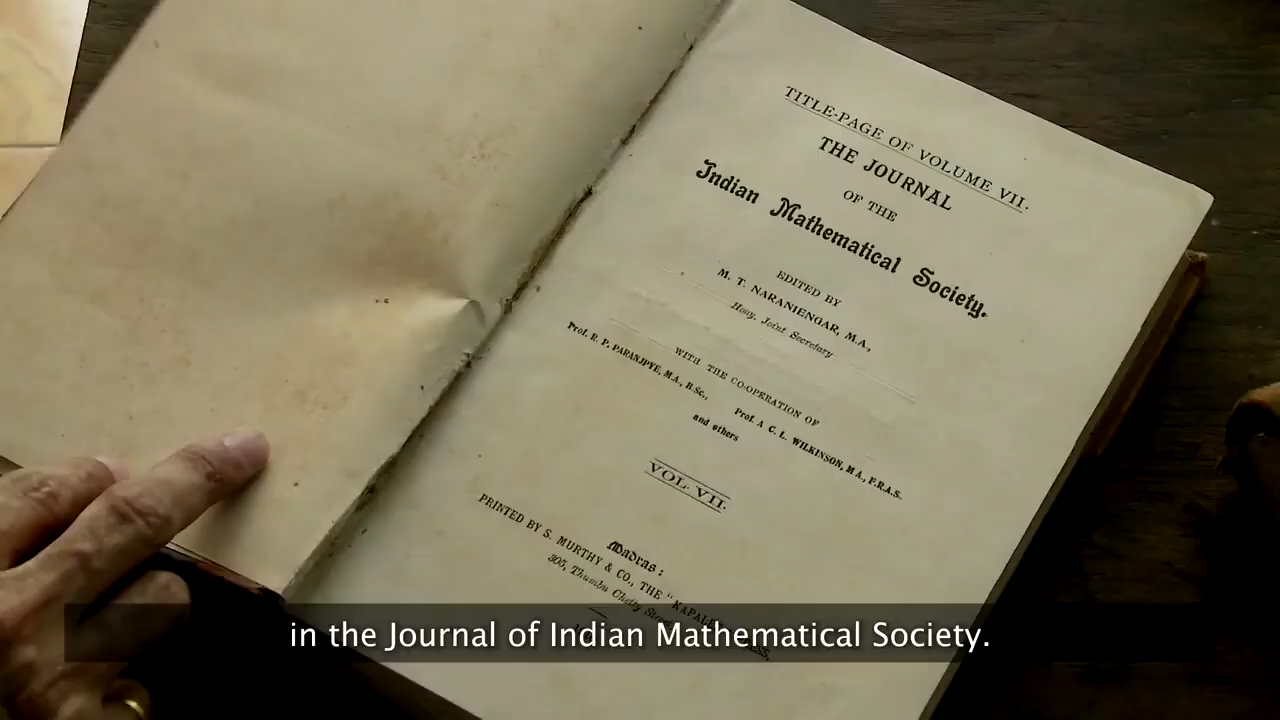 TITLE-PAGE OF VOLUME VII.
THE JOURNAL
OF THE
Indian Mathematical Society.
EDITED BY
M. T. NARANIENGAR, M.A.,
Hony. Joint Secretary
WITH THE CO-OPERATION OF
Prof. R. P. PARANJPYE, M.A., B.Sc.,
Prof. A C. L. WILKINSON, M.A., F.R.A.S.
and others
VOL. VII.
Madras:
PRINTED BY S. MURTHY & CO., THE "KAPALE
305, Thumbu Chetty
in the Journal of Indian Mathematical Society.